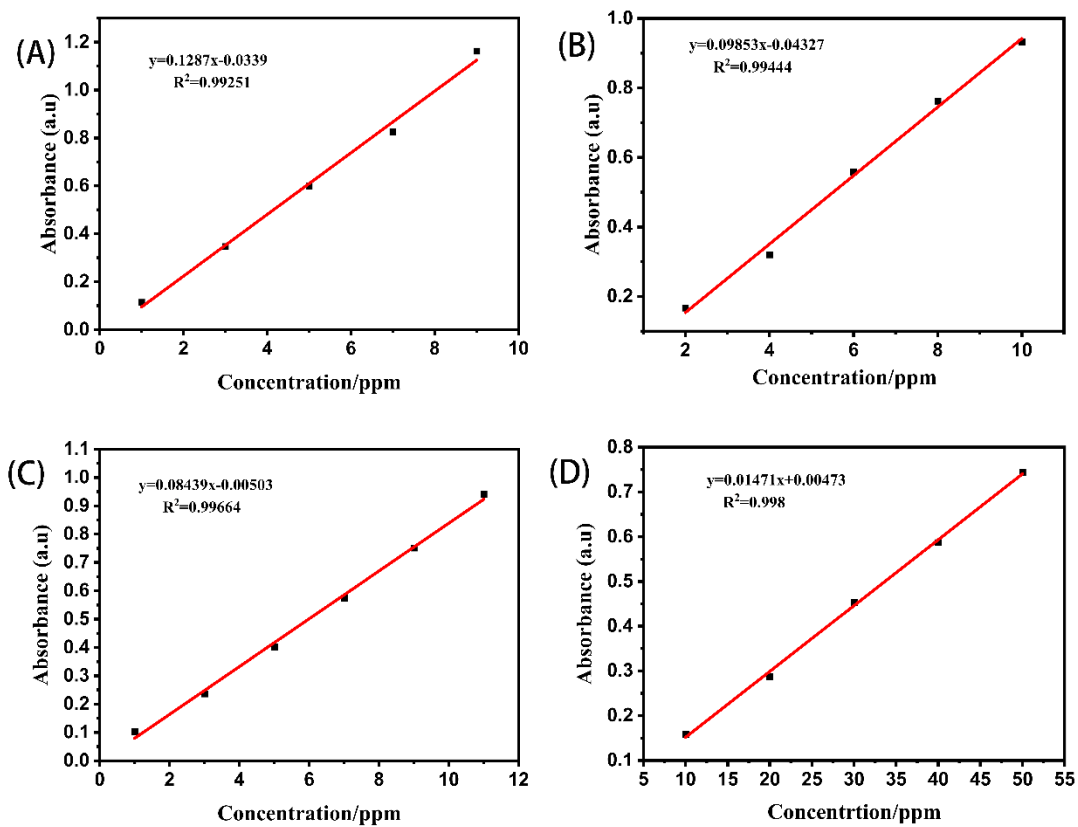 (A)
y=0.1287x-0.0339
R²=0.99251
Absorbance (a.u)
1.2
1.0
0.8
0.6
0.4
0.2
0.0
0 2 4 6 8 10
Concentration/ppm
(B)
y=0.09853x-0.04327
R²=0.99444
Absorbance (a.u)
1.0
0.8
0.6
0.4
0.2
2 4 6 8 10
Concentration/ppm
(C)
y=0.08439x-0.00503
R²=0.99664
Absorbance (a.u)
1.1
1.0
0.9
0.8
0.7
0.6
0.5
0.4
0.3
0.2
0.1
0.0
0 2 4 6 8 10 12
Concentration/ppm
(D)
y=0.01471x+0.00473
R²=0.998
Absorbance (a.u)
0.8
0.7
0.6
0.5
0.4
0.3
0.2
0.1
5 10 15 20 25 30 35 40 45 50 55
Concentrtion/ppm